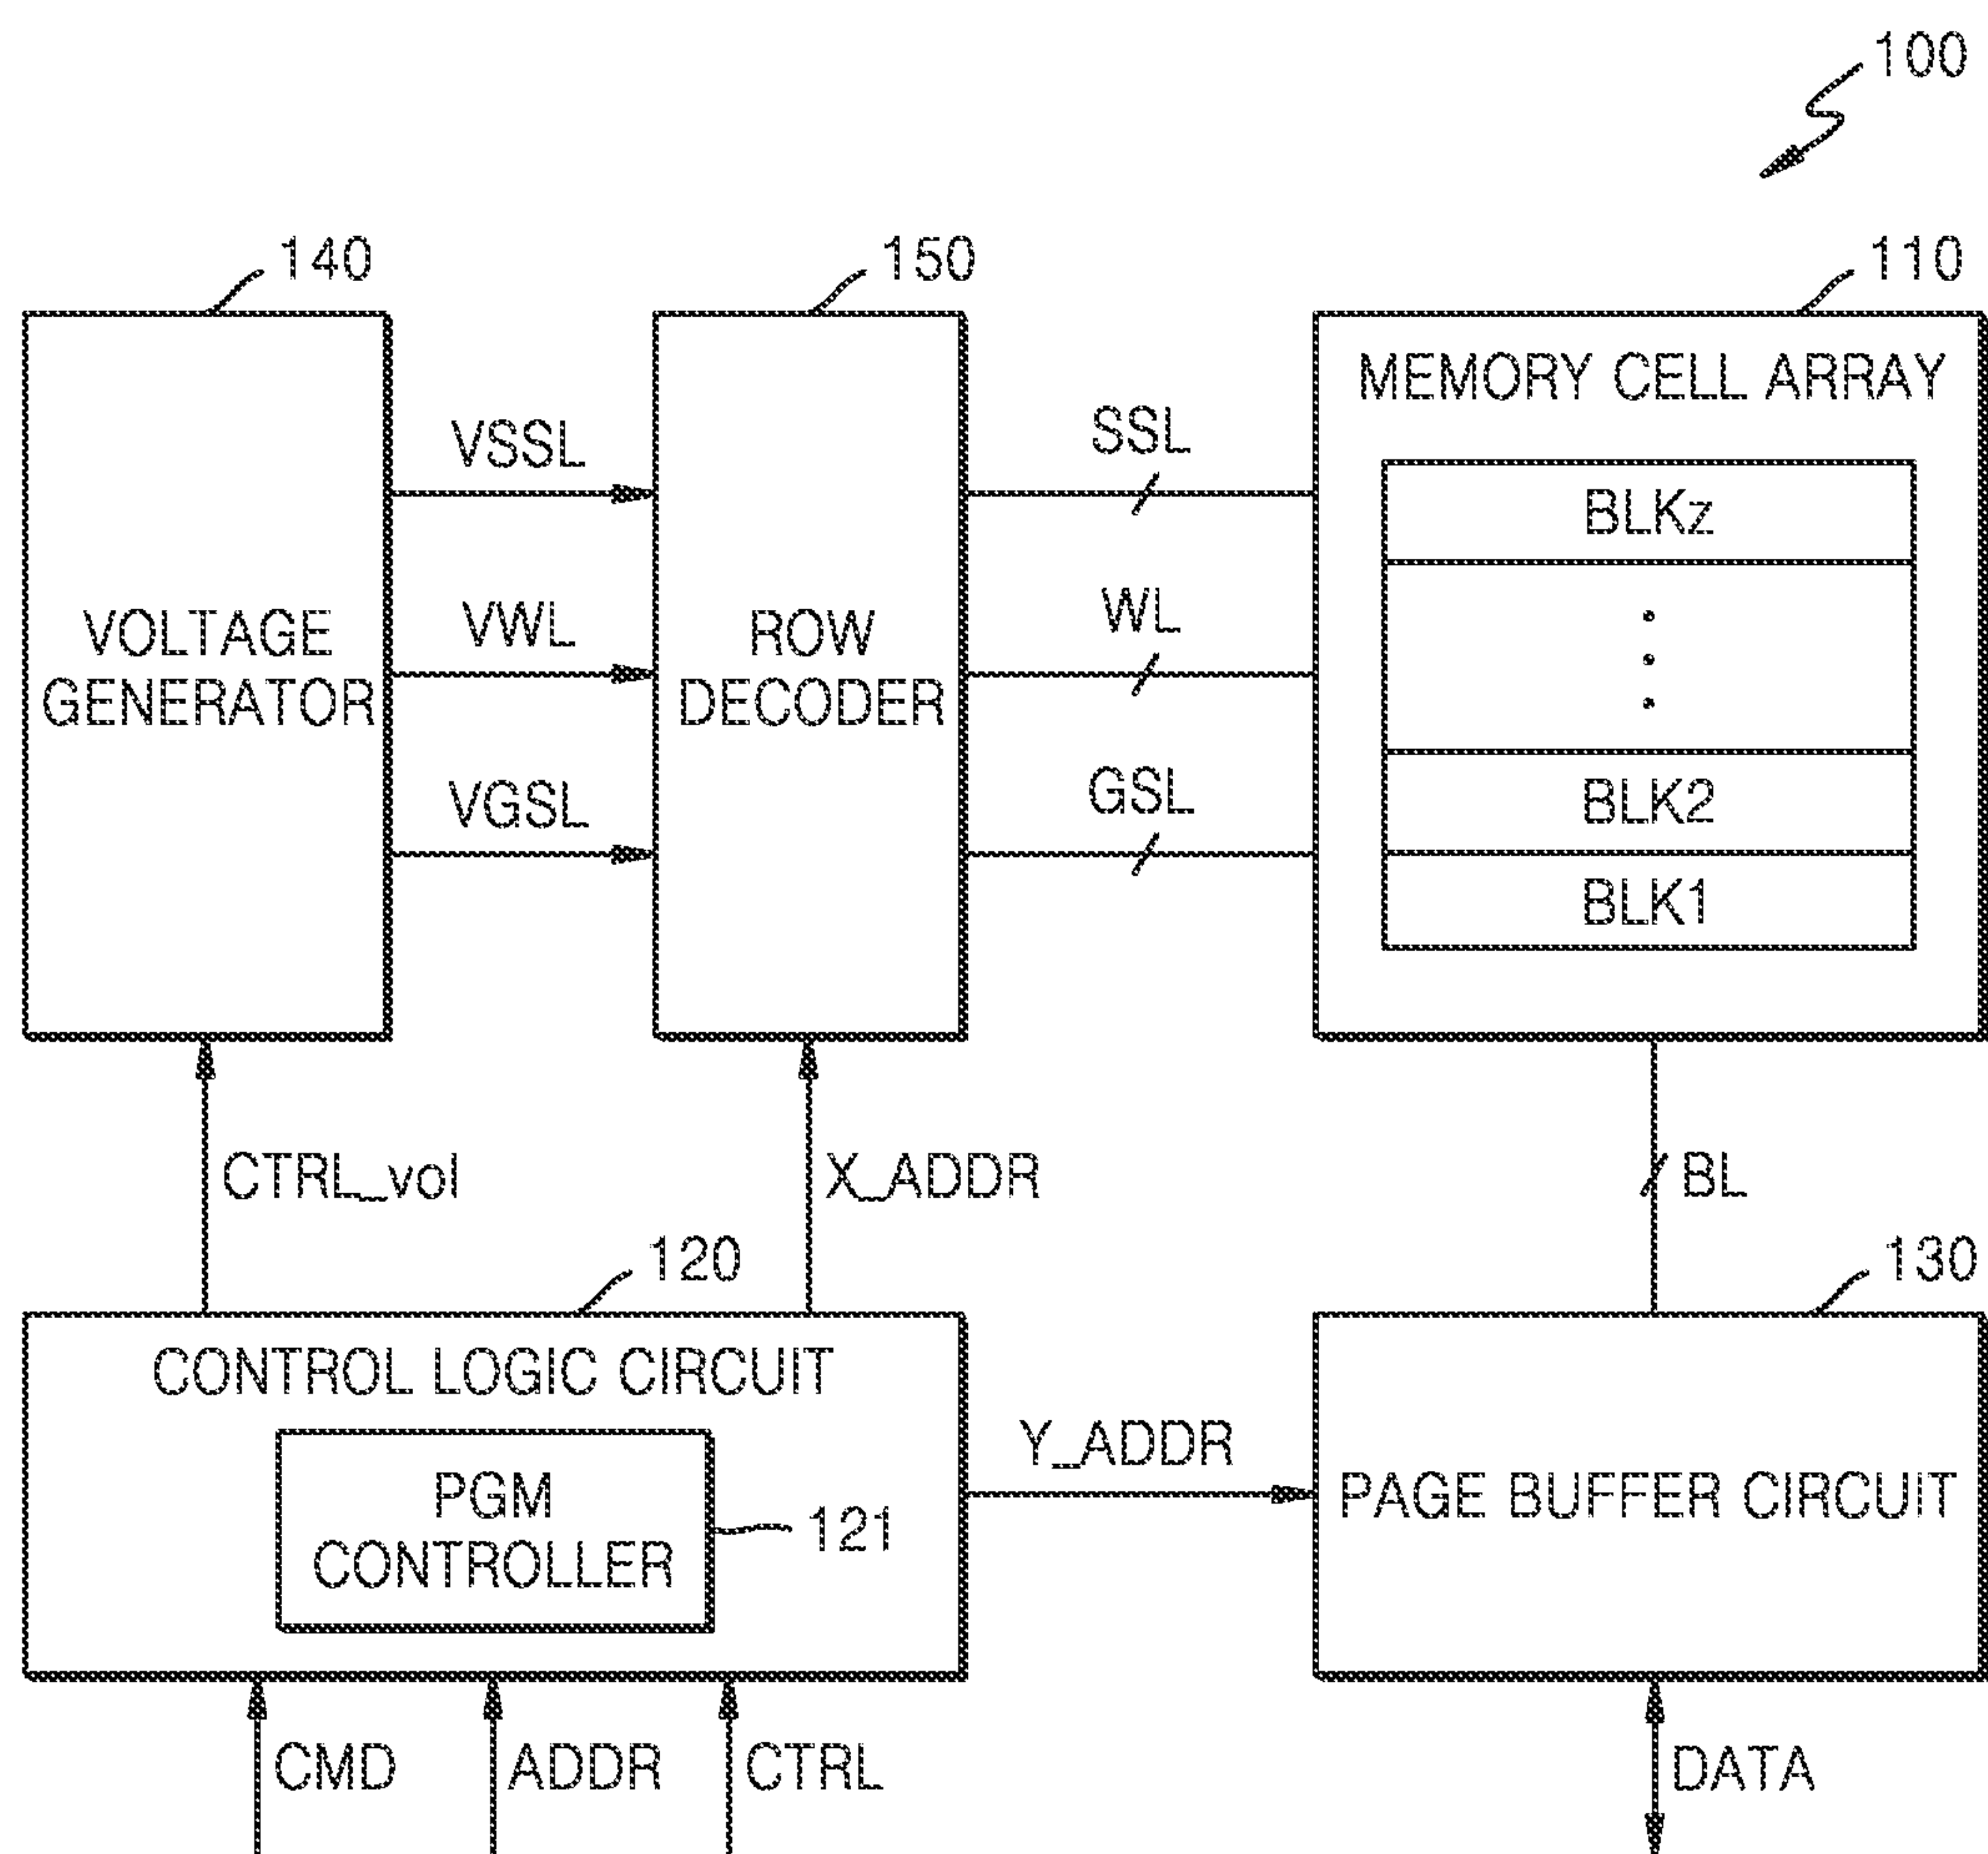 100
140
150
110
VOLTAGE
GENERATOR
VSSL
VWL
VGSL
ROW
DECODER
SSL
WL
GSL
MEMORY CELL ARRAY
BLKz
BLK2
BLK1
CTRL_vol
X_ADDR
BL
120
130
CONTROL LOGIC CIRCUIT
PGM
CONTROLLER
121
Y_ADDR
PAGE BUFFER CIRCUIT
CMD
ADDR
CTRL
DATA